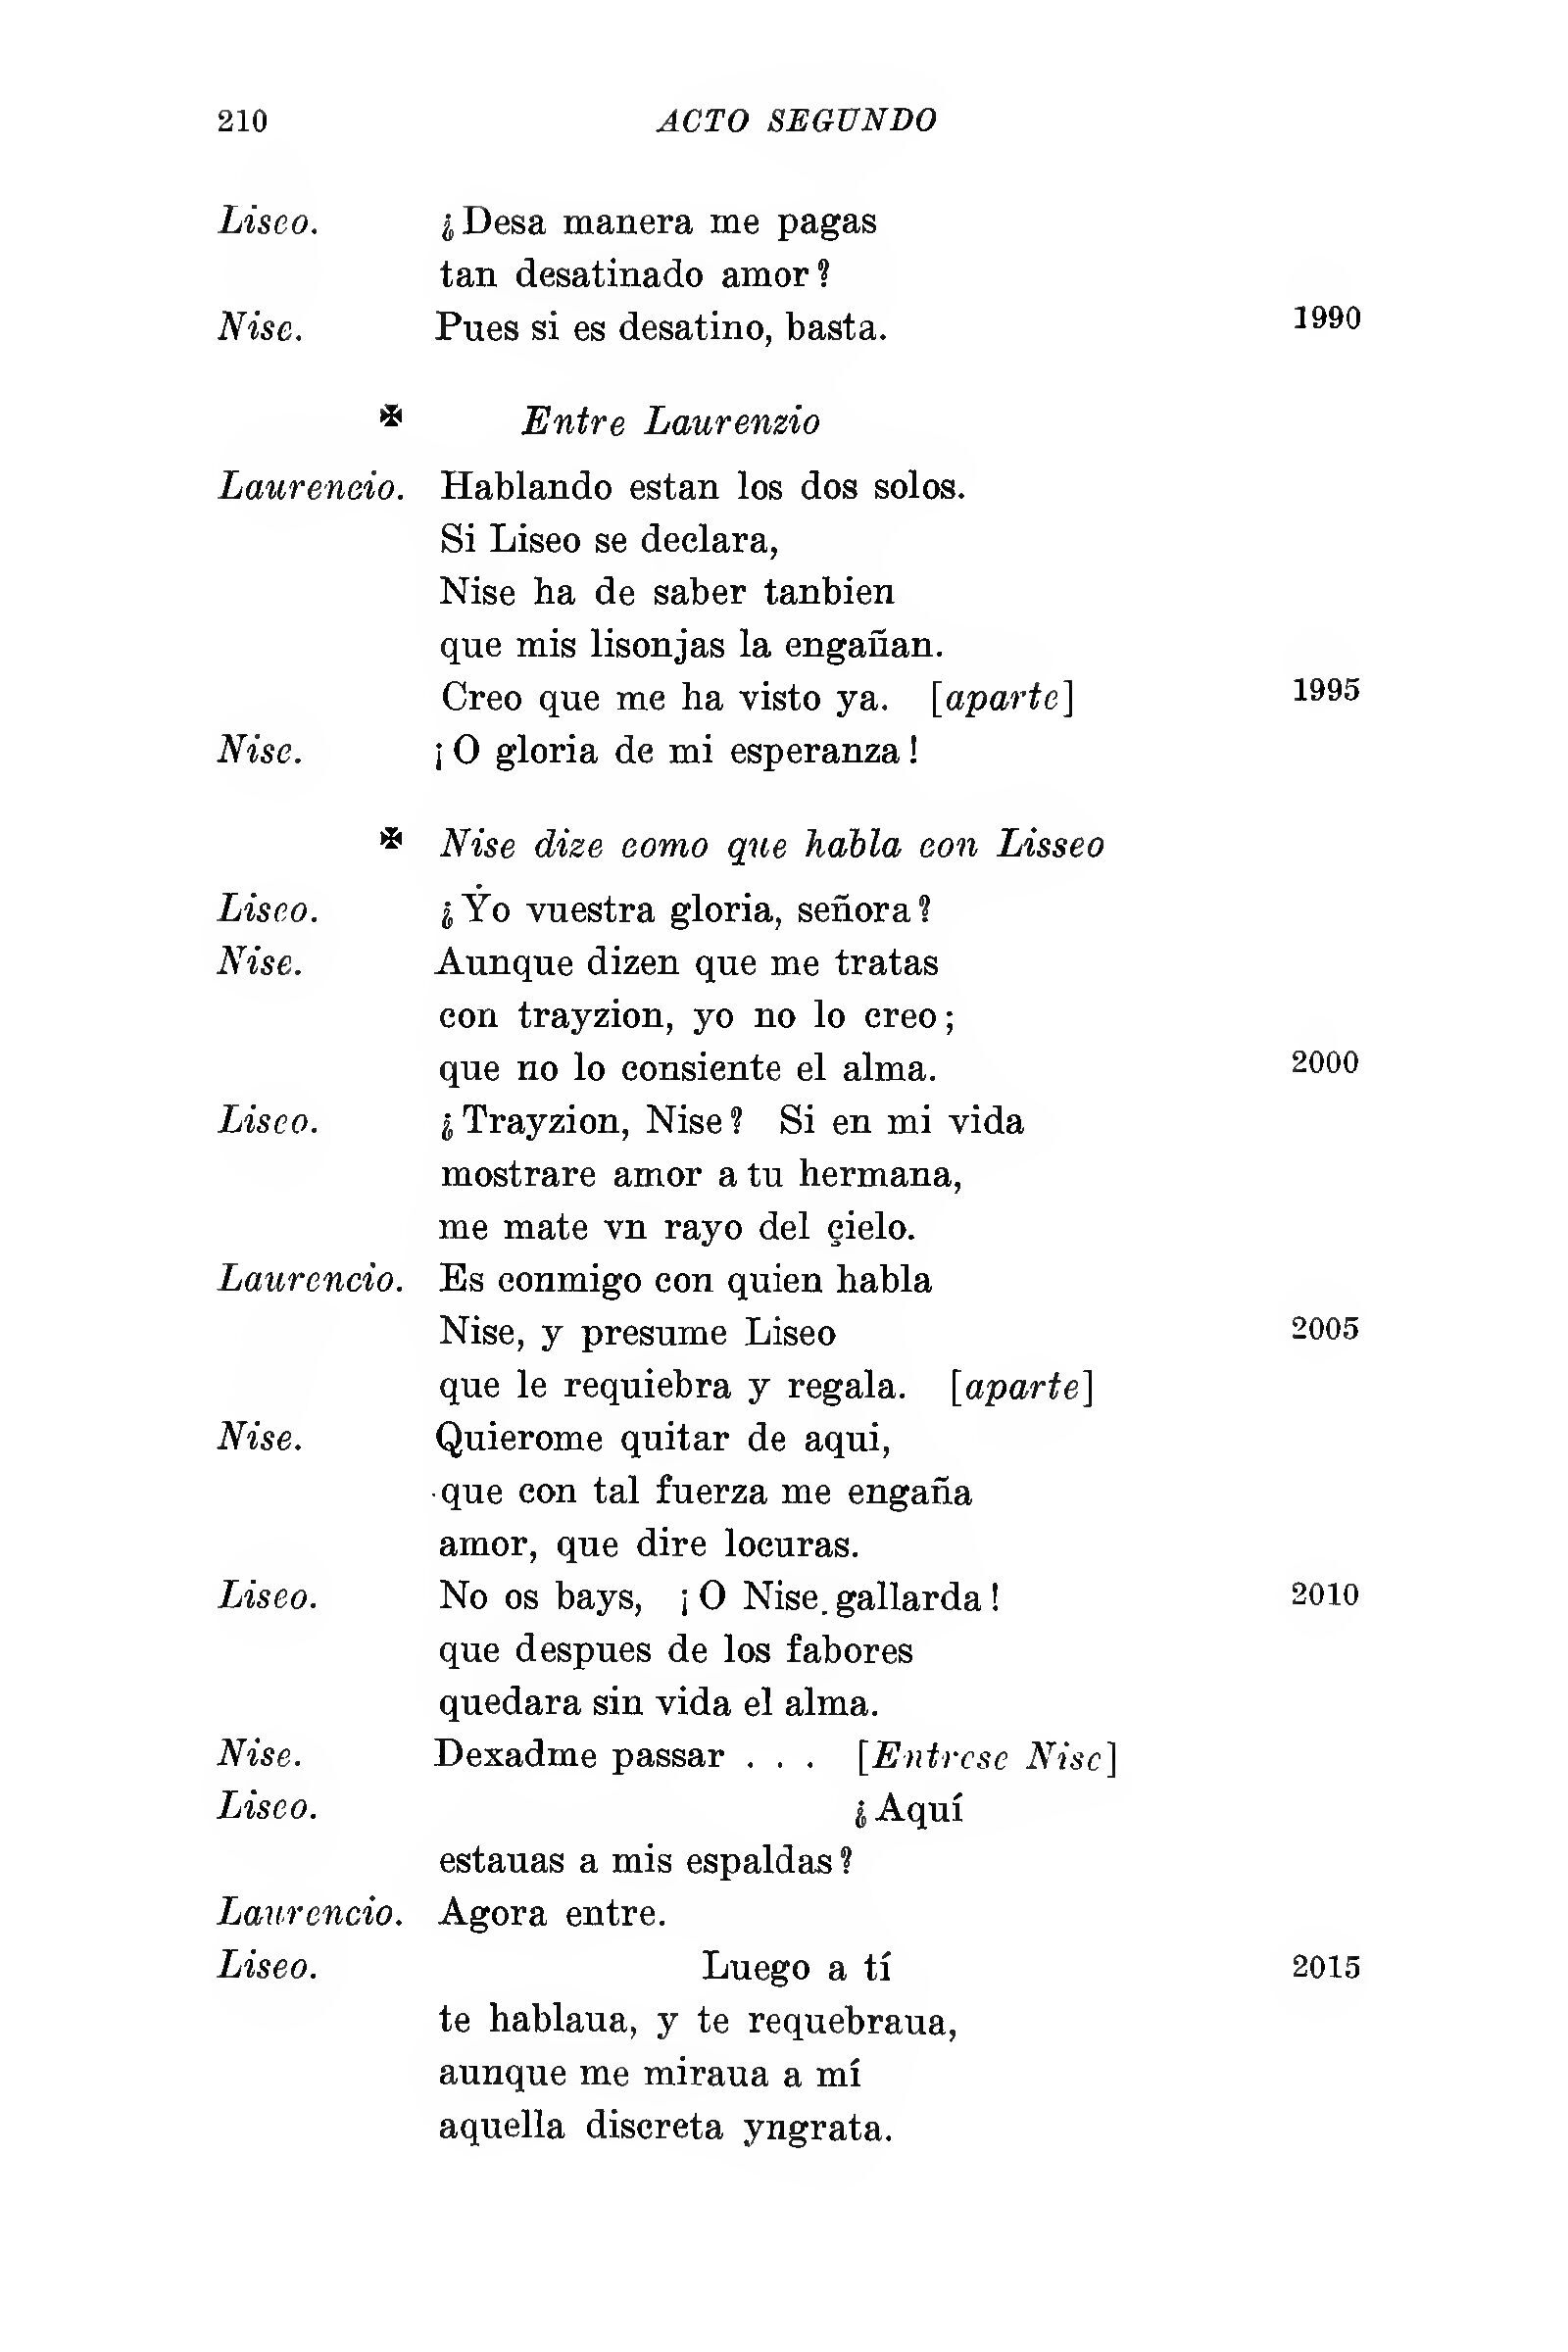 210 ACTO SEGUNDO
Liseo. ¿Desa manera me pagas
tan desatinado amor?
Nise. Pues si es desatino, basta. 1990
✠ Entre Laurenzio
Laurencio. Hablando estan los dos solos.
Si Liseo se declara,
Nise ha de saber tanbien
que mis lisonjas la engañan.
Creo que me ha visto ya. [aparte] 1995
Nise. ¡O gloria de mi esperanza!
✠ Nise dize como que habla con Lisseo
Liseo. ¿Yo vuestra gloria, señora?
Nise. Aunque dizen que me tratas
con trayzion, yo no lo creo;
que no lo consiente el alma. 2000
Liseo. ¿Trayzion, Nise? Si en mi vida
mostrare amor a tu hermana,
me mate vn rayo del çielo.
Laurencio. Es conmigo con quien habla
Nise, y presume Liseo 2005
que le requiebra y regala. [aparte]
Nise. Quierome quitar de aqui,
que con tal fuerza me engaña
amor, que dire locuras.
Liseo. No os bays, ¡O Nise gallarda! 2010
que despues de los fabores
quedara sin vida el alma.
Nise. Dexadme passar . . . [Entrese Nise]
Liseo. ¿Aquí
estauas a mis espaldas?
Laurencio. Agora entre.
Liseo. Luego a tí 2015
te hablaua, y te requebraua,
aunque me miraua a mí
aquella discreta yngrata.